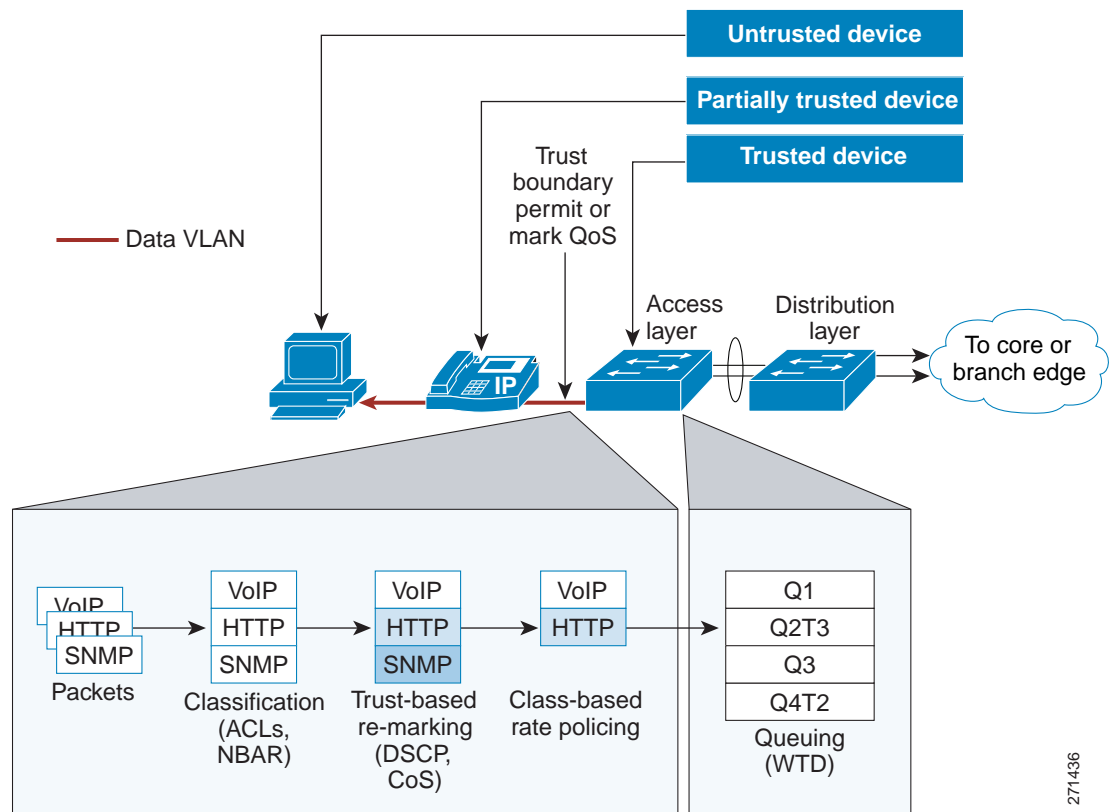 Untrusted device
Partially trusted device
Trusted device
Trust
boundary
permit or
mark QoS
Data VLAN
Access
layer
Distribution
layer
To core or
branch edge
IP
VoIP
HTTP
SNMP
Packets
VoIP
HTTP
SNMP
Classification
(ACLs,
NBAR)
VoIP
HTTP
SNMP
Trust-based
re-marking
(DSCP,
CoS)
VoIP
HTTP
Class-based
rate policing
Q1
Q2T3
Q3
Q4T2
Queuing
(WTD)
271436